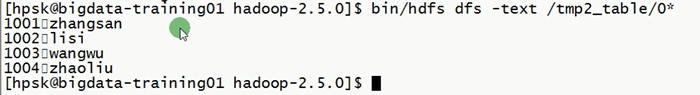 [hpsk@bigdata-training01 hadoop-2.5.0]$ bin/hdfs dfs -text /tmp2_table/0*
1001▯zhangsan
1002▯lisi
1003▯wangwu
1004▯zhaoliu
[hpsk@bigdata-training01 hadoop-2.5.0]$